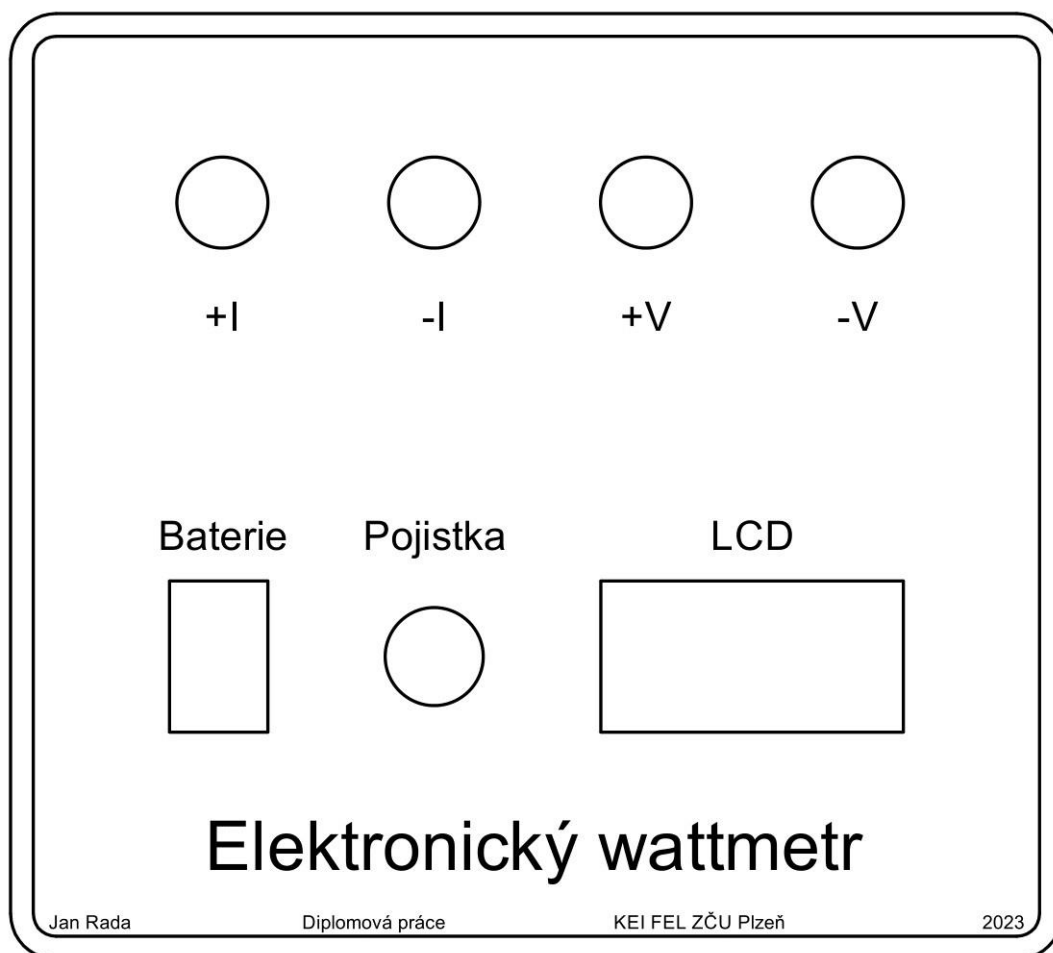 +I -I +V -V
Baterie Pojistka LCD
Elektronický wattmetr
Jan Rada Diplomová práce KEI FEL ZČU Plzeň 2023